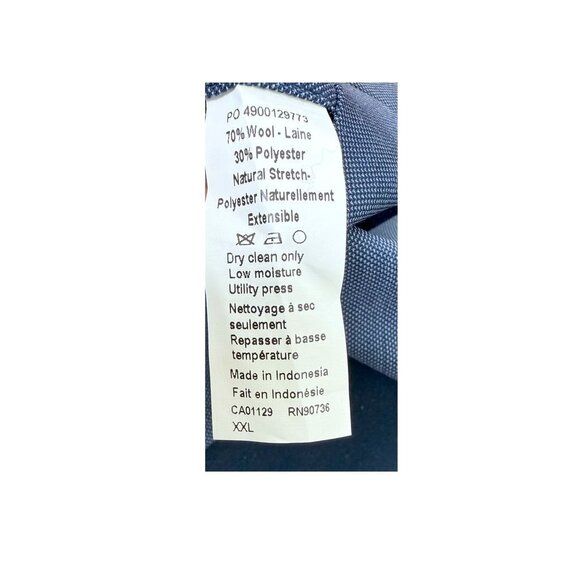 PO 4900129773
70% Wool - Laine
30% Polyester
Natural Stretch-
Polyester Naturellement
Extensible
Dry clean only
Low moisture
Utility press
Nettoyage à sec
seulement
Repasser à basse
température
Made in Indonesia
Fait en Indonésie
CA01129 RN90736
XXL